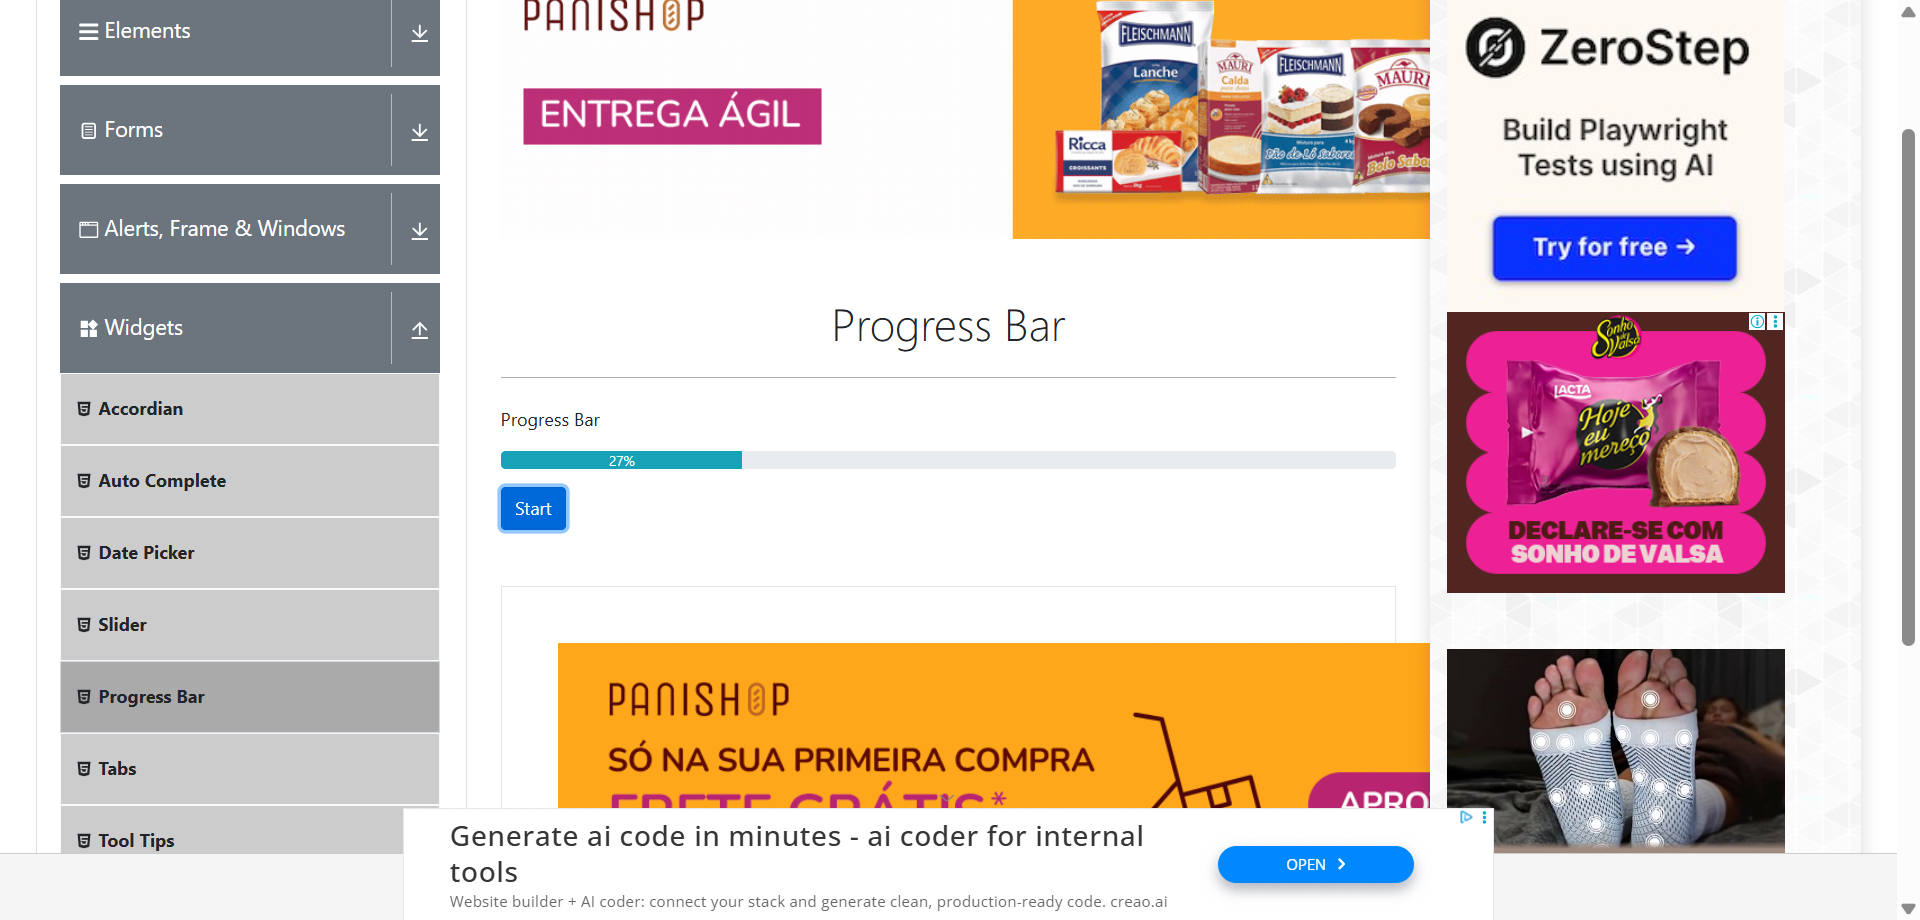 Elements
Forms
Alerts, Frame & Windows
Widgets
Accordian
Auto Complete
Date Picker
Slider
Progress Bar
Tabs
Tool Tips
PANISHOP
ENTREGA ÁGIL
FLEISCHMANN
Lanche
MAURI
Calda
FLEISCHMANN
Pão de Ló Sabores
MAURI
Bolo Sabo
Ricca
CROISSANTS
Progress Bar
Progress Bar
27%
Start
PANISHOP
SÓ NA SUA PRIMEIRA COMPRA
FRETE GRÁTIS*
APRO
ZeroStep
Build Playwright
Tests using AI
Try for free →
Sonho de Valsa
LACTA
Hoje
eu
mereço
DECLARE-SE COM
SONHO DE VALSA
Generate ai code in minutes - ai coder for internal
tools
Website builder + AI coder: connect your stack and generate clean, production-ready code. creao.ai
OPEN